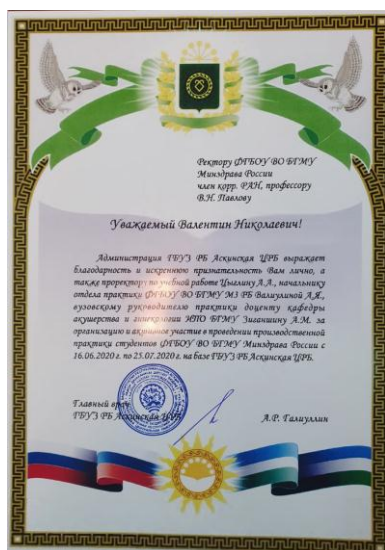 Ректору ФГБОУ ВО БГМУ
Минздрава России
член корр. РАН, профессору
В.Н. Павлову
Уважаемый Валентин Николаевич!
Администрация ГБУЗ РБ Аскинская ЦРБ выражает
благодарность и искреннюю признательность Вам лично, а
также проректору по учебной работе Цыглину А.А., начальнику
отдела практики ФГБОУ ВО БГМУ МЗ РБ Валиулиной А.Я.,
вузовскому руководителю практики доценту кафедры
акушерства и гинекологии ИПО БГМУ Зиганшину А.М. за
организацию и активное участие в проведении производственной
практики студентов ФГБОУ ВО БГМУ Минздрава России с
16.06.2020 г. по 25.07.2020 г. на базе ГБУЗ РБ Аскинская ЦРБ.
Главный врач
ГБУЗ РБ Аскинская ЦРБ
А.Р. Галиуллин